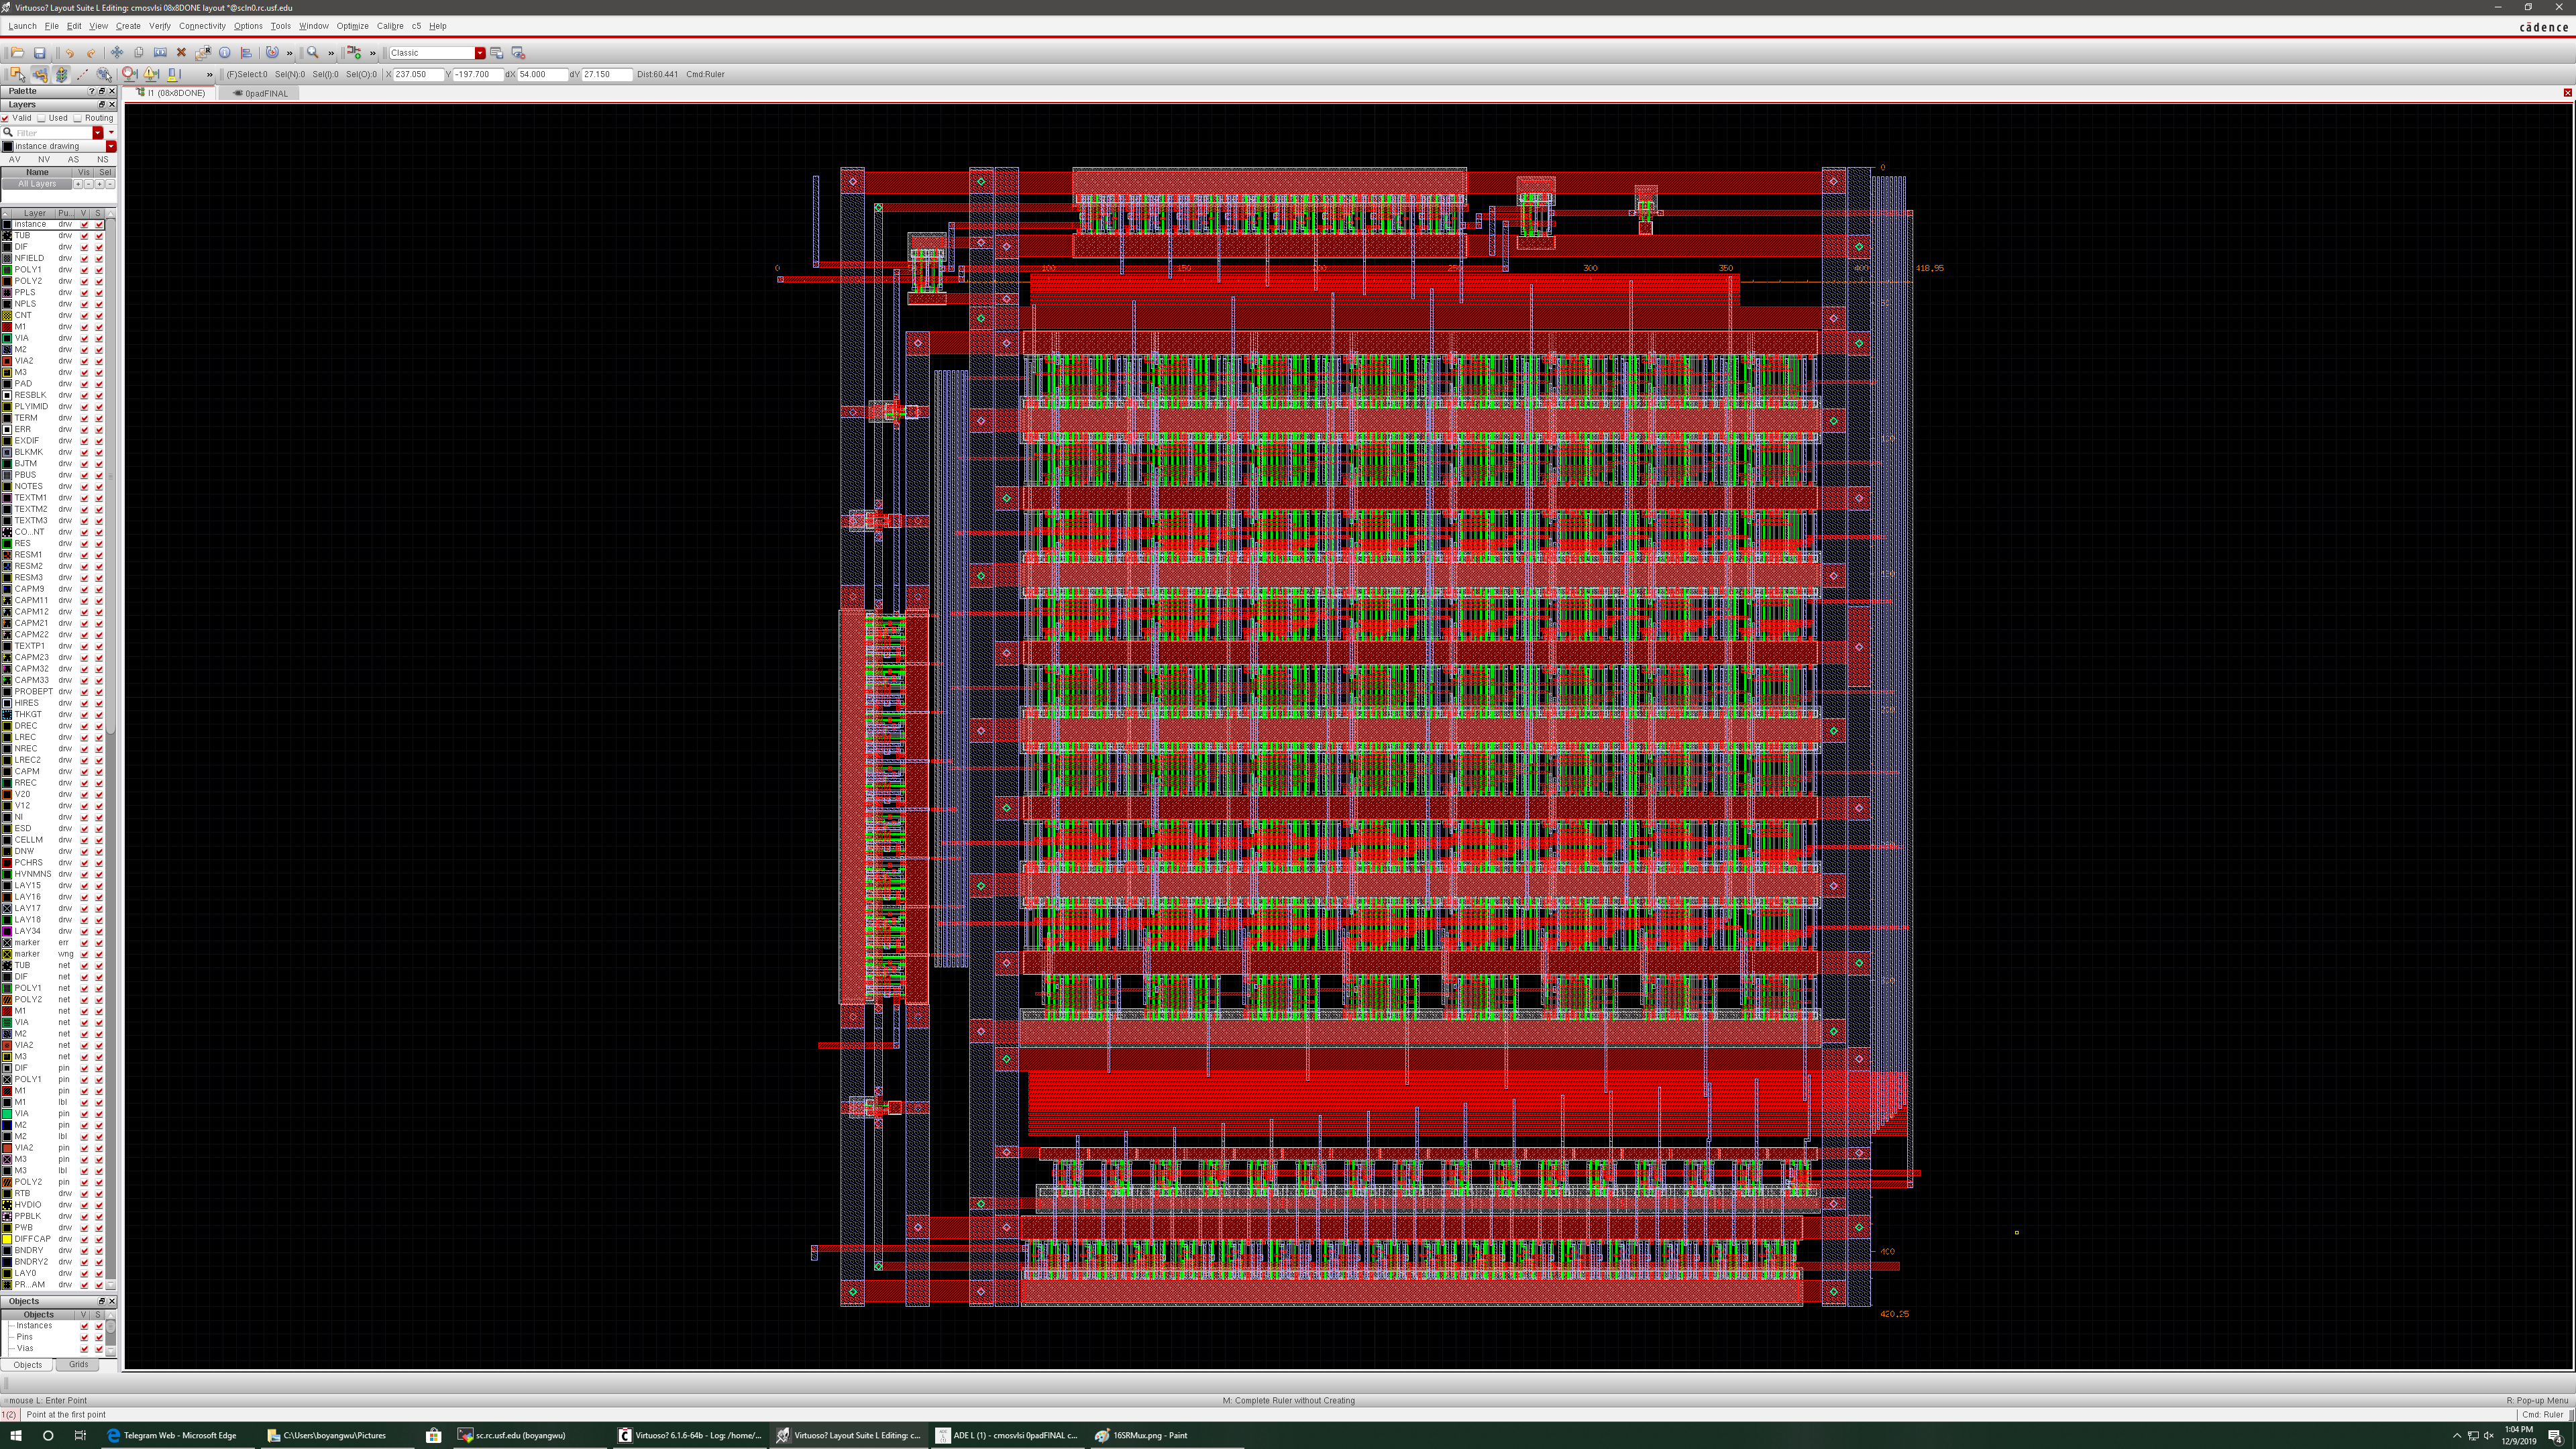 Virtuoso? Layout Suite L Editing: cmosvlsi 08x8DONE layout *@scln0.rc.usf.edu
Launch File Edit View Create Verify Connectivity Options Tools Window Optimize Calibre c5 Help
cādence
Classic
(F)Select:0 Sel(N):0 Sel(I):0 Sel(O):0 X 237.050 Y -197.700 dX 54.000 dY 27.150 Dist:60.441 Cmd:Ruler
Palette
I1 (08x8DONE) 0padFINAL
Layers
Valid Used Routing
Filter
instance drawing
AV NV AS NS
Name Vis Sel
All Layers
Layer Pu... V S
instance drw
TUB drw
DIF drw
NFIELD drw
POLY1 drw
POLY2 drw
PPLS drw
NPLS drw
CNT drw
M1 drw
VIA drw
M2 drw
VIA2 drw
M3 drw
PAD drw
RESBLK drw
PLYIMID drw
TERM drw
ERR drw
EXDIF drw
BLKMK drw
BJTM drw
PBUS drw
NOTES drw
TEXTM1 drw
TEXTM2 drw
TEXTM3 drw
CO...NT drw
RES drw
RESM1 drw
RESM2 drw
RESM3 drw
CAPM9 drw
CAPM11 drw
CAPM12 drw
CAPM21 drw
CAPM22 drw
TEXTP1 drw
CAPM23 drw
CAPM32 drw
CAPM33 drw
PROBEPT drw
HIRES drw
THKGT drw
DREC drw
LREC drw
NREC drw
LREC2 drw
CAPM drw
RREC drw
V20 drw
V12 drw
NI drw
ESD drw
CELLM drw
DNW drw
PCHRS drw
HVNMNS drw
LAY15 drw
LAY16 drw
LAY17 drw
LAY18 drw
LAY34 drw
marker err
marker wng
TUB net
DIF net
POLY1 net
POLY2 net
M1 net
VIA net
M2 net
VIA2 net
M3 net
DIF pin
POLY1 pin
M1 pin
M1 lbl
VIA pin
M2 pin
M2 lbl
VIA2 pin
M3 pin
M3 lbl
POLY2 pin
RTB drw
HVDIO drw
PPBLK drw
PWB drw
DIFFCAP drw
BNDRY drw
BNDRY2 drw
LAY0 drw
PR...AM drw
Objects
Objects V S
Instances
Pins
Vias
Objects Grids
0
0 100 150 200 250 300 350 400 418.95
400
420.25
mouse L: Enter Point M: Complete Ruler without Creating R: Pop-up Menu
1(2) Point at the first point Cmd: Ruler
Telegram Web - Microsoft Edge C:\Users\boyangwu\Pictures sc.rc.usf.edu (boyangwu) Virtuoso? 6.1.6-64b - Log: /home/... Virtuoso? Layout Suite L Editing: c... ADE L (1) - cmosvlsi 0padFINAL c... 16SRMux.png - Paint
1:04 PM
12/9/2019